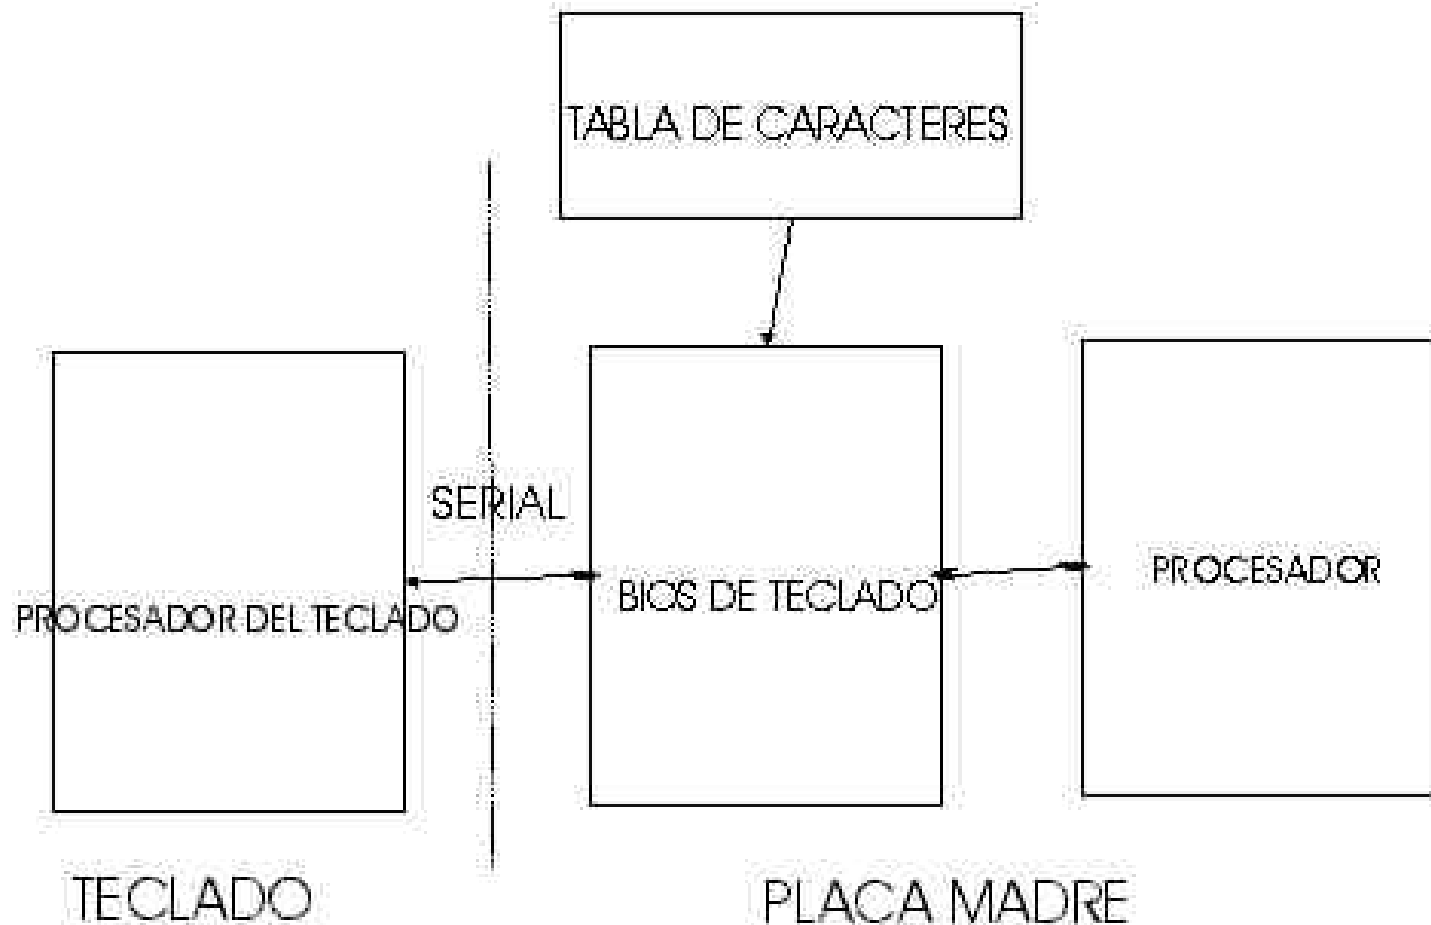 TABLA DE CARACTERES
SERIAL
PROCESADOR DEL TECLADO
BIOS DE TECLADO
PROCESADOR
TECLADO
PLACA MADRE